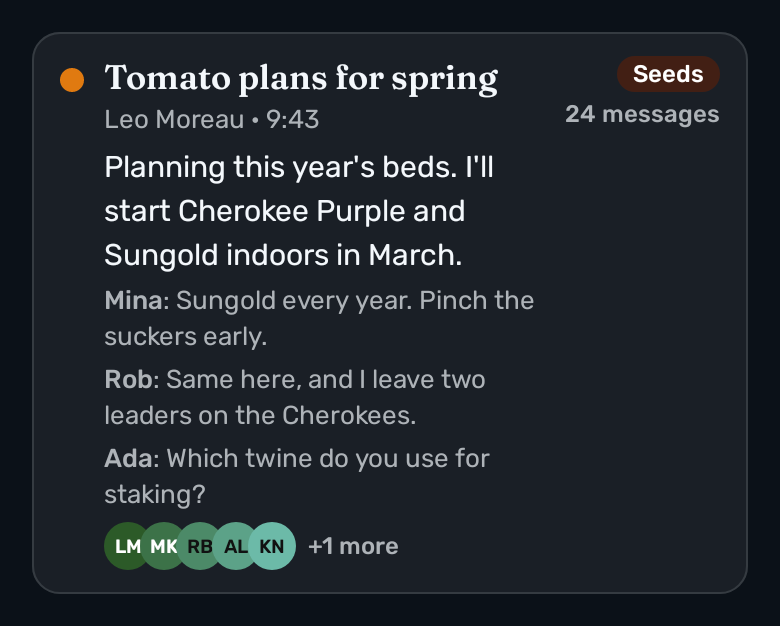 Tomato plans for spring
Seeds
Leo Moreau • 9:43
24 messages
Planning this year's beds. I'll
start Cherokee Purple and
Sungold indoors in March.
Mina: Sungold every year. Pinch the
suckers early.
Rob: Same here, and I leave two
leaders on the Cherokees.
Ada: Which twine do you use for
staking?
LM MK RB AL KN +1 more